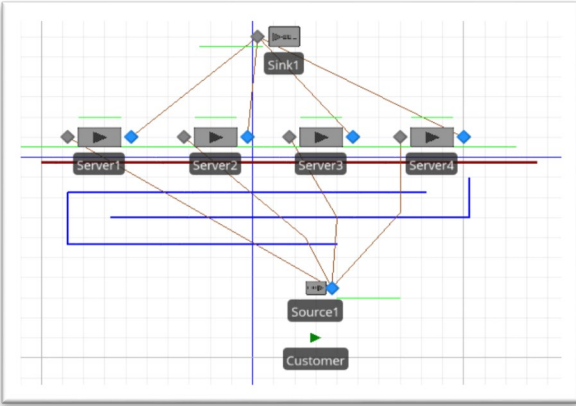 Sink1
Server1
Server2
Server3
Server4
Source1
Customer